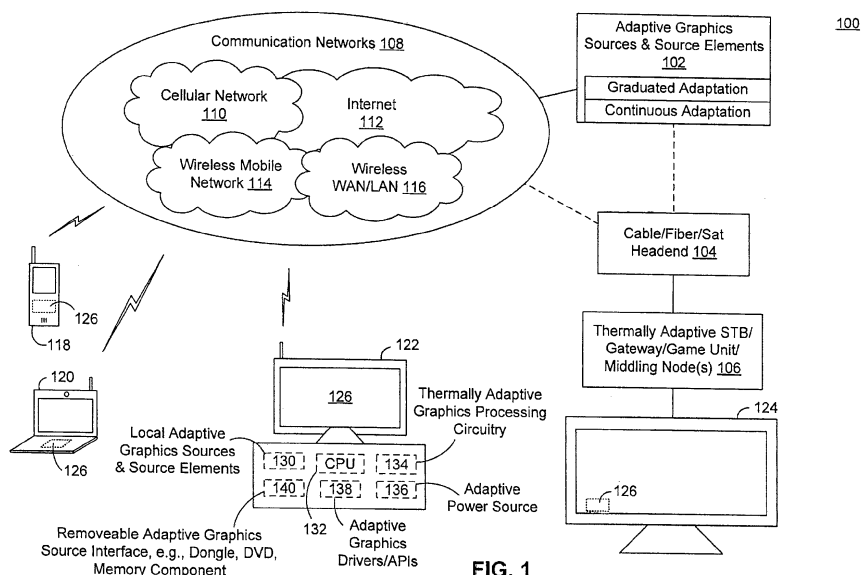 100
Communication Networks 108
Cellular Network
110
Internet
112
Wireless Mobile
Network 114
Wireless
WAN/LAN 116
Adaptive Graphics
Sources & Source Elements
102
Graduated Adaptation
Continuous Adaptation
Cable/Fiber/Sat
Headend 104
Thermally Adaptive STB/
Gateway/Game Unit/
Middling Node(s) 106
126
118
120
126
122
126
124
126
Local Adaptive
Graphics Sources
& Source Elements
Thermally Adaptive
Graphics Processing
Circuitry
130
CPU
134
140
138
136
132
Adaptive
Power Source
Removeable Adaptive Graphics
Source Interface, e.g., Dongle, DVD,
Memory Component
Adaptive
Graphics
Drivers/APIs
FIG. 1